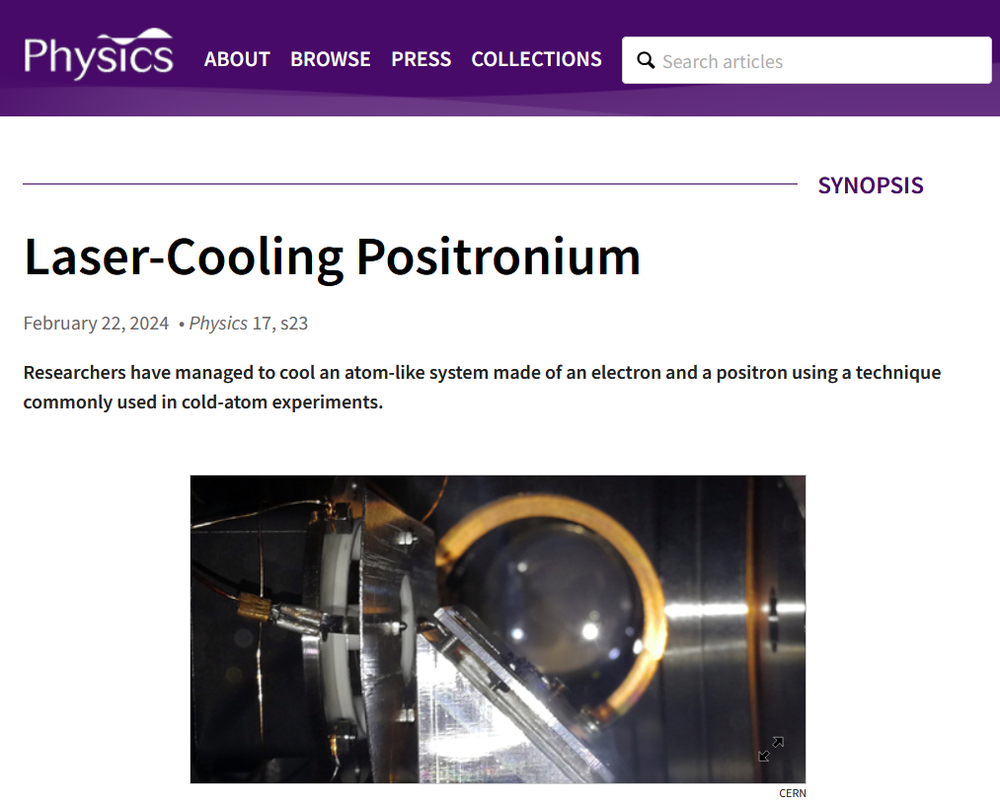 Physics
ABOUT BROWSE PRESS COLLECTIONS Search articles
SYNOPSIS
Laser-Cooling Positronium
February 22, 2024 • Physics 17, s23
Researchers have managed to cool an atom-like system made of an electron and a positron using a technique
commonly used in cold-atom experiments.
CERN